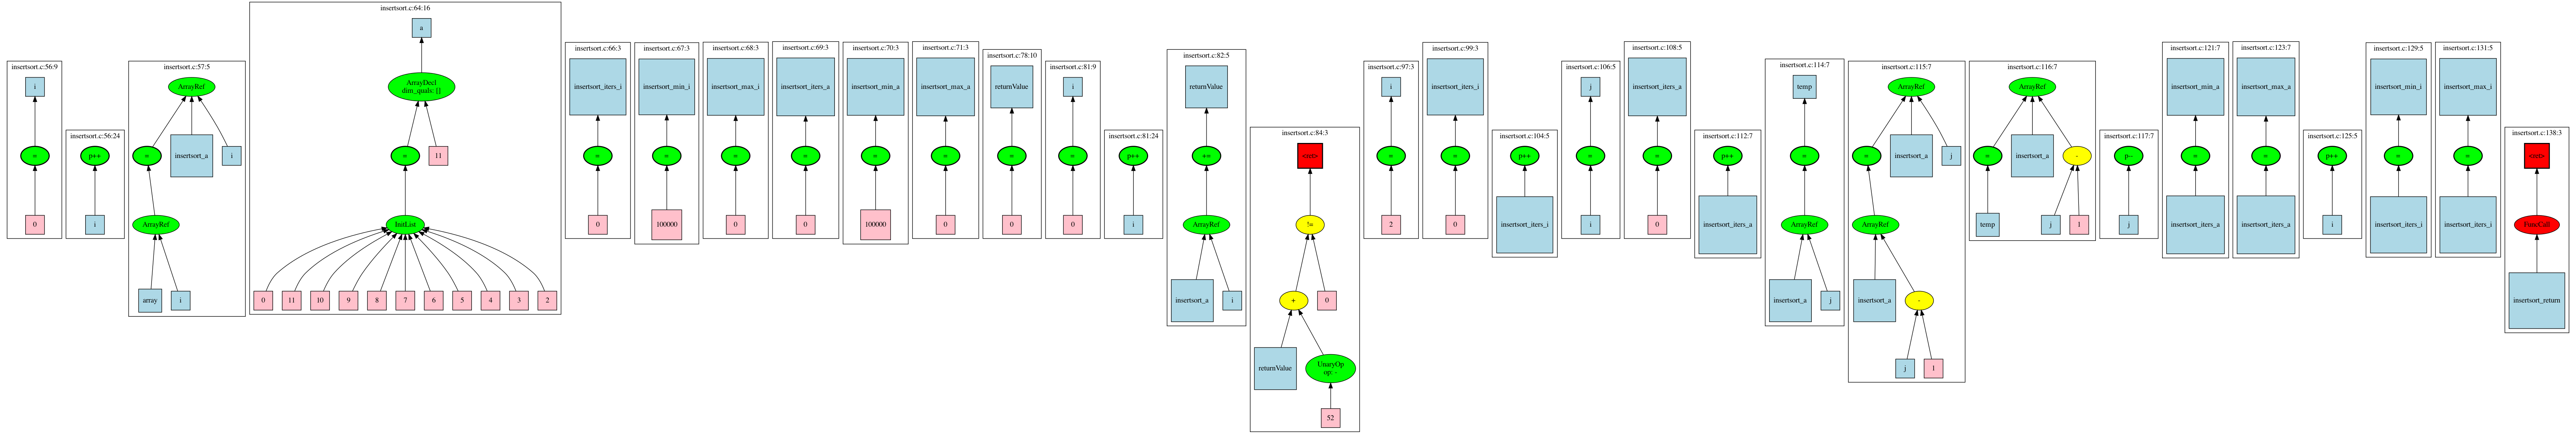 insertsort.c:56:9
i
=
0
insertsort.c:56:24
p++
i
insertsort.c:57:5
ArrayRef
=
insertsort_a
i
ArrayRef
array
i
insertsort.c:64:16
a
ArrayDecl
dim_quals: []
=
11
InitList
0
11
10
9
8
7
6
5
4
3
2
insertsort.c:66:3
insertsort_iters_i
=
0
insertsort.c:67:3
insertsort_min_i
=
100000
insertsort.c:68:3
insertsort_max_i
=
0
insertsort.c:69:3
insertsort_iters_a
=
0
insertsort.c:70:3
insertsort_min_a
=
100000
insertsort.c:71:3
insertsort_max_a
=
0
insertsort.c:78:10
returnValue
=
0
insertsort.c:81:9
i
=
0
insertsort.c:81:24
p++
i
insertsort.c:82:5
returnValue
+=
ArrayRef
insertsort_a
i
insertsort.c:84:3
<ret>
!=
+
0
returnValue
UnaryOp
op: -
52
insertsort.c:97:3
i
=
2
insertsort.c:99:3
insertsort_iters_i
=
0
insertsort.c:104:5
p++
insertsort_iters_i
insertsort.c:106:5
j
=
i
insertsort.c:108:5
insertsort_iters_a
=
0
insertsort.c:112:7
p++
insertsort_iters_a
insertsort.c:114:7
temp
=
ArrayRef
insertsort_a
j
insertsort.c:115:7
ArrayRef
=
insertsort_a
j
ArrayRef
insertsort_a
-
j
1
insertsort.c:116:7
ArrayRef
=
insertsort_a
-
temp
j
1
insertsort.c:117:7
p--
j
insertsort.c:121:7
insertsort_min_a
=
insertsort_iters_a
insertsort.c:123:7
insertsort_max_a
=
insertsort_iters_a
insertsort.c:125:5
p++
i
insertsort.c:129:5
insertsort_min_i
=
insertsort_iters_i
insertsort.c:131:5
insertsort_max_i
=
insertsort_iters_i
insertsort.c:138:3
<ret>
FuncCall
insertsort_return